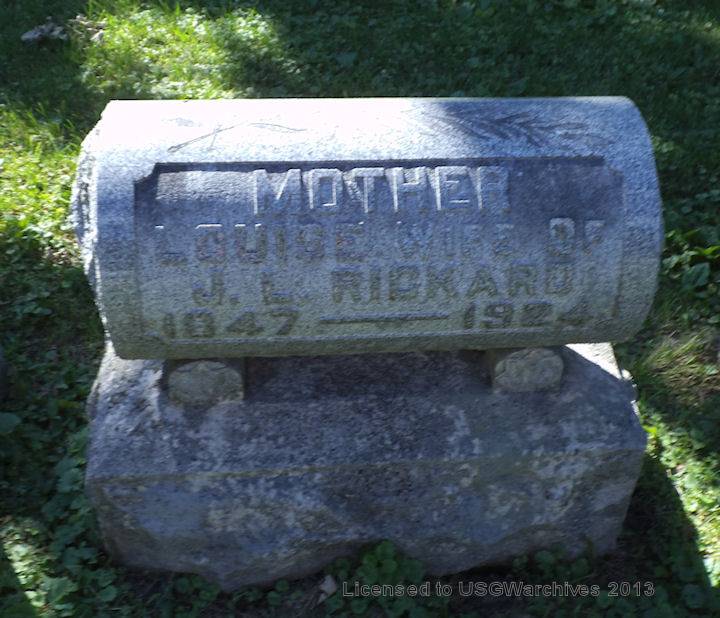 MOTHER
LOUISE WIFE OF
J. L. RICKARD
1847 — 1924
Licensed to USGWarchives 2013